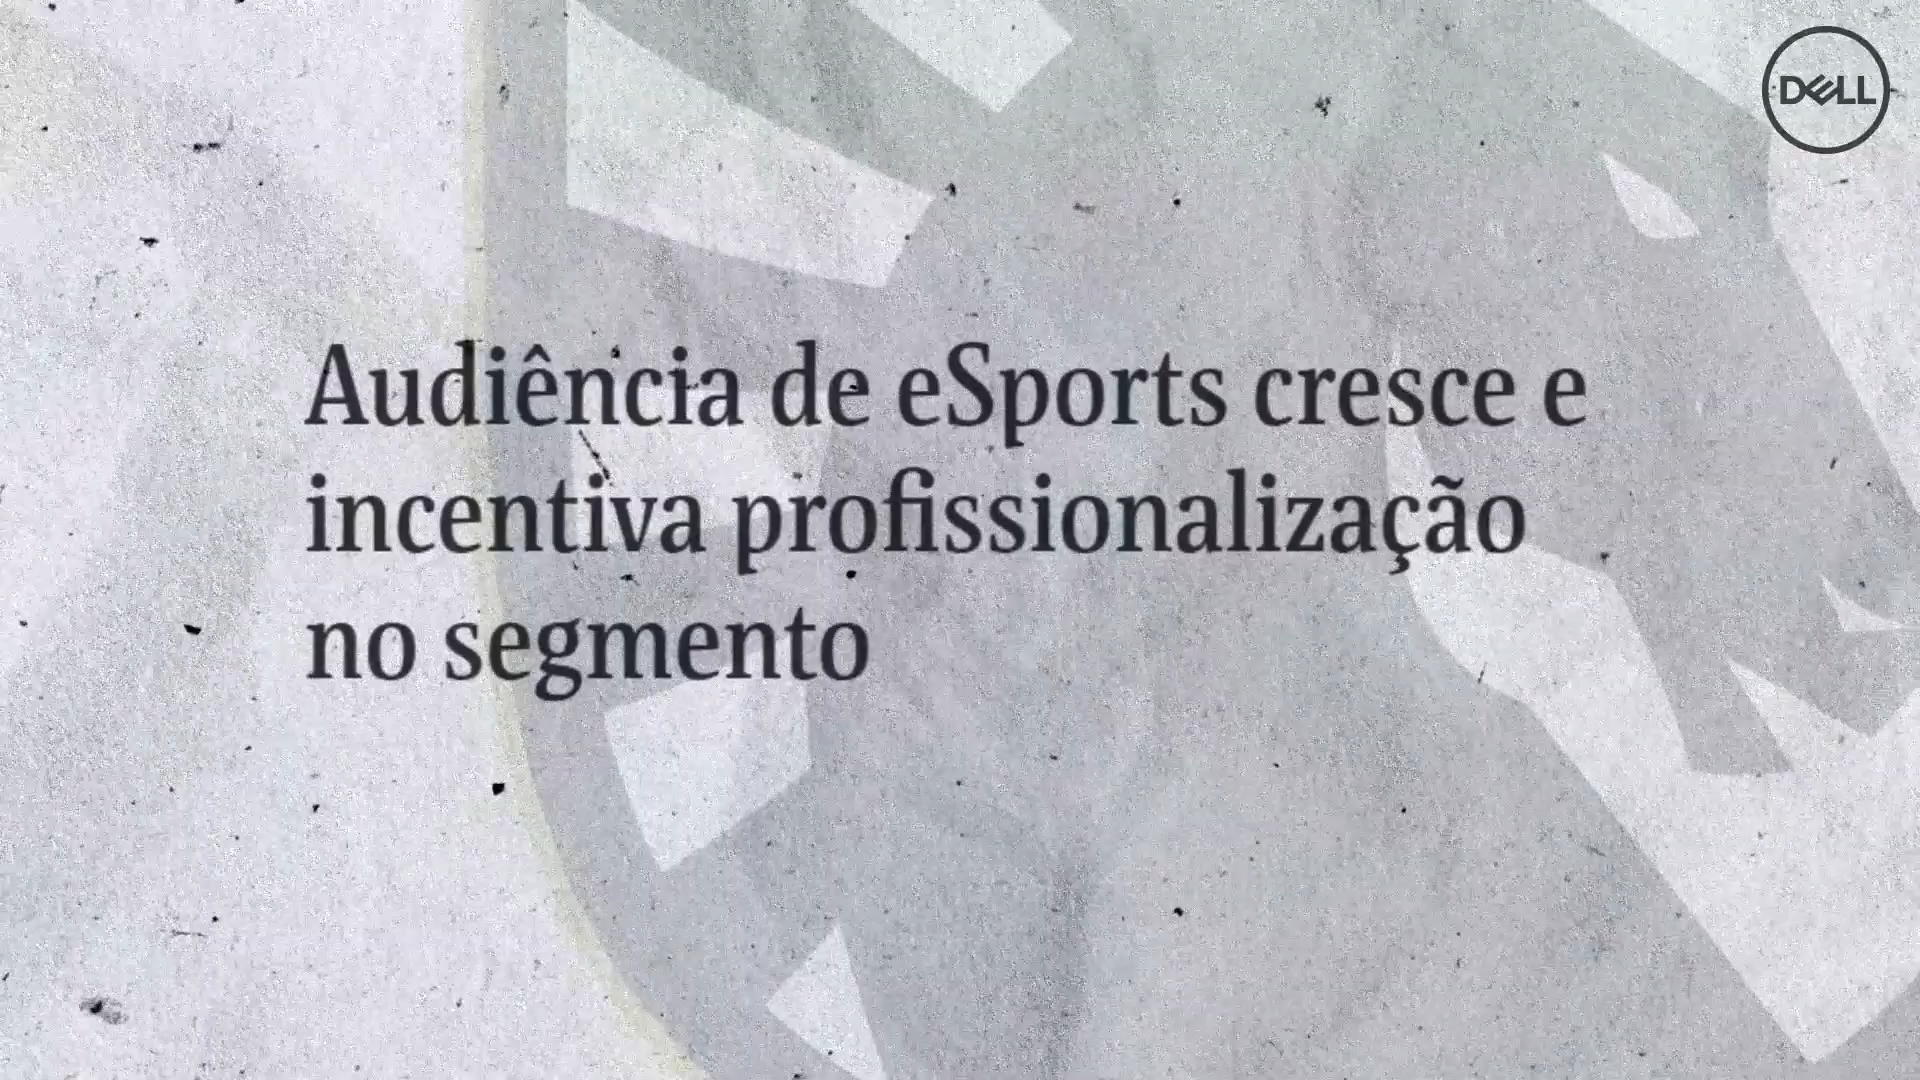 DELL
Audiência de eSports cresce e
incentiva profissionalização
no segmento